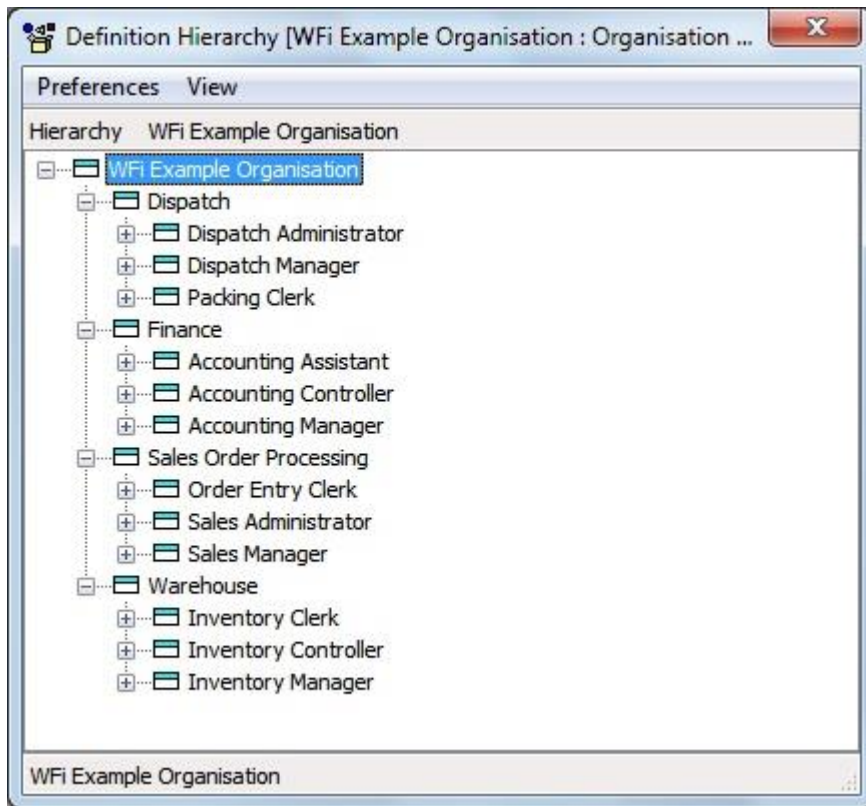 Definition Hierarchy [WFi Example Organisation : Organisation ...
Preferences View
Hierarchy WFi Example Organisation
WFi Example Organisation
Dispatch
Dispatch Administrator
Dispatch Manager
Packing Clerk
Finance
Accounting Assistant
Accounting Controller
Accounting Manager
Sales Order Processing
Order Entry Clerk
Sales Administrator
Sales Manager
Warehouse
Inventory Clerk
Inventory Controller
Inventory Manager
WFi Example Organisation